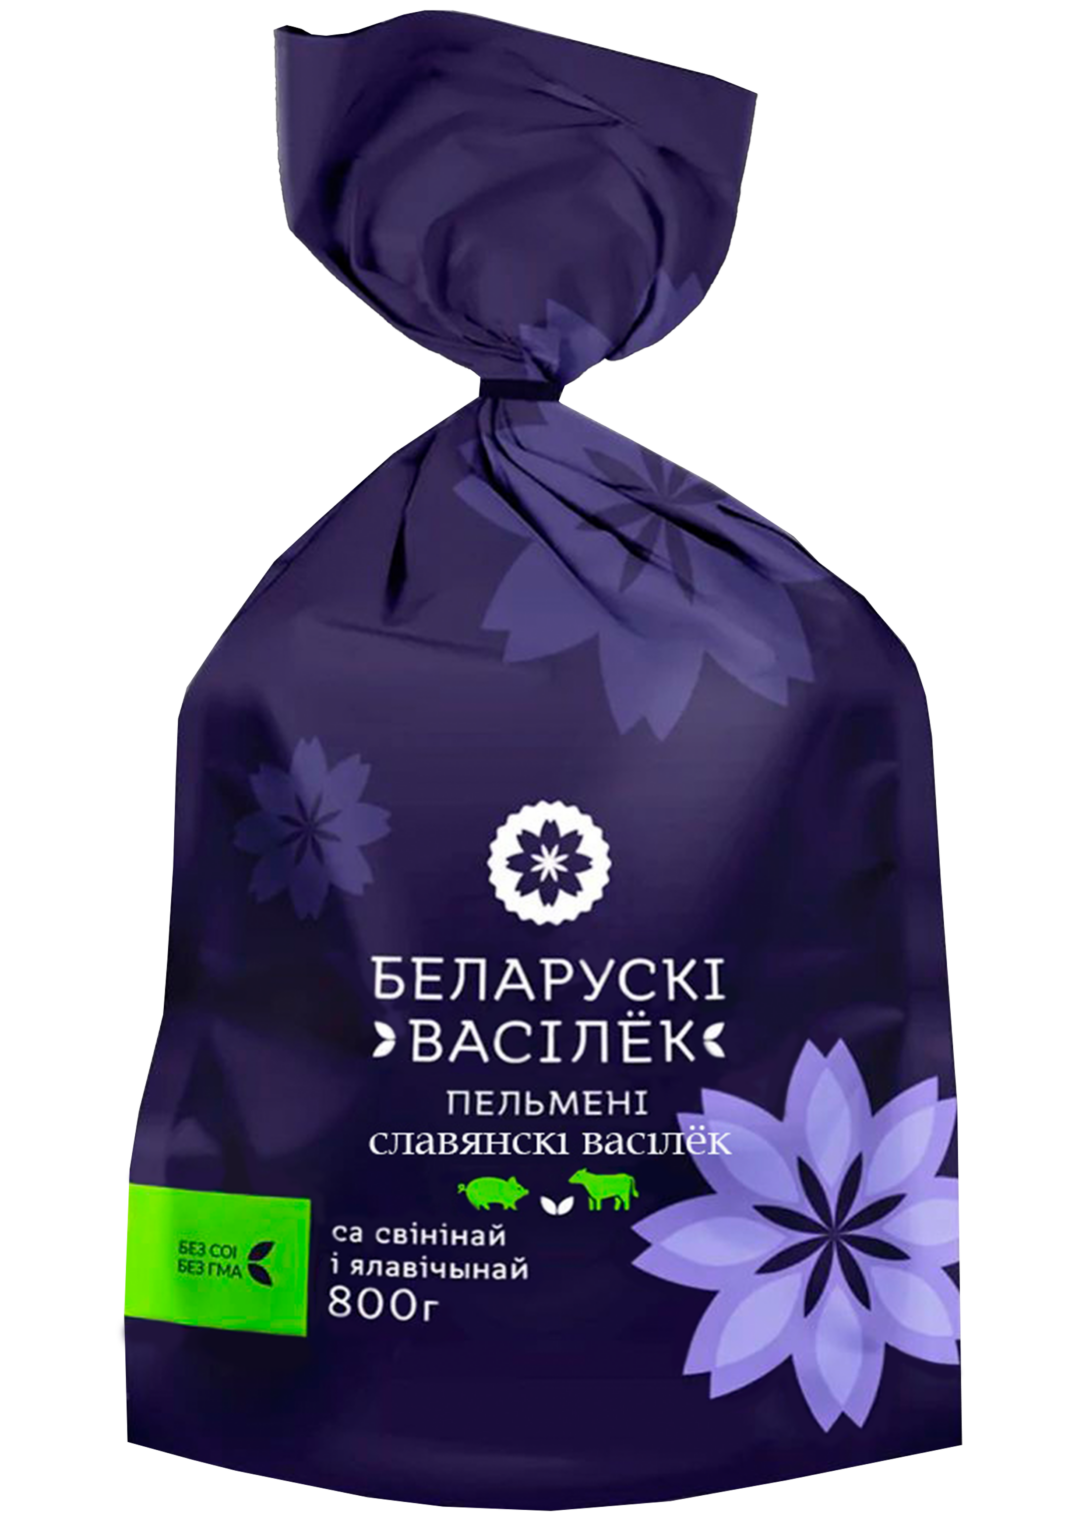 БЕЛАРУСКІ
ВАСІЛЁК
ПЕЛЬМЕНІ
славянскі васілёк
БЕЗ СОІ
БЕЗ ГМА
са свінінай
і ялавічынай
800г